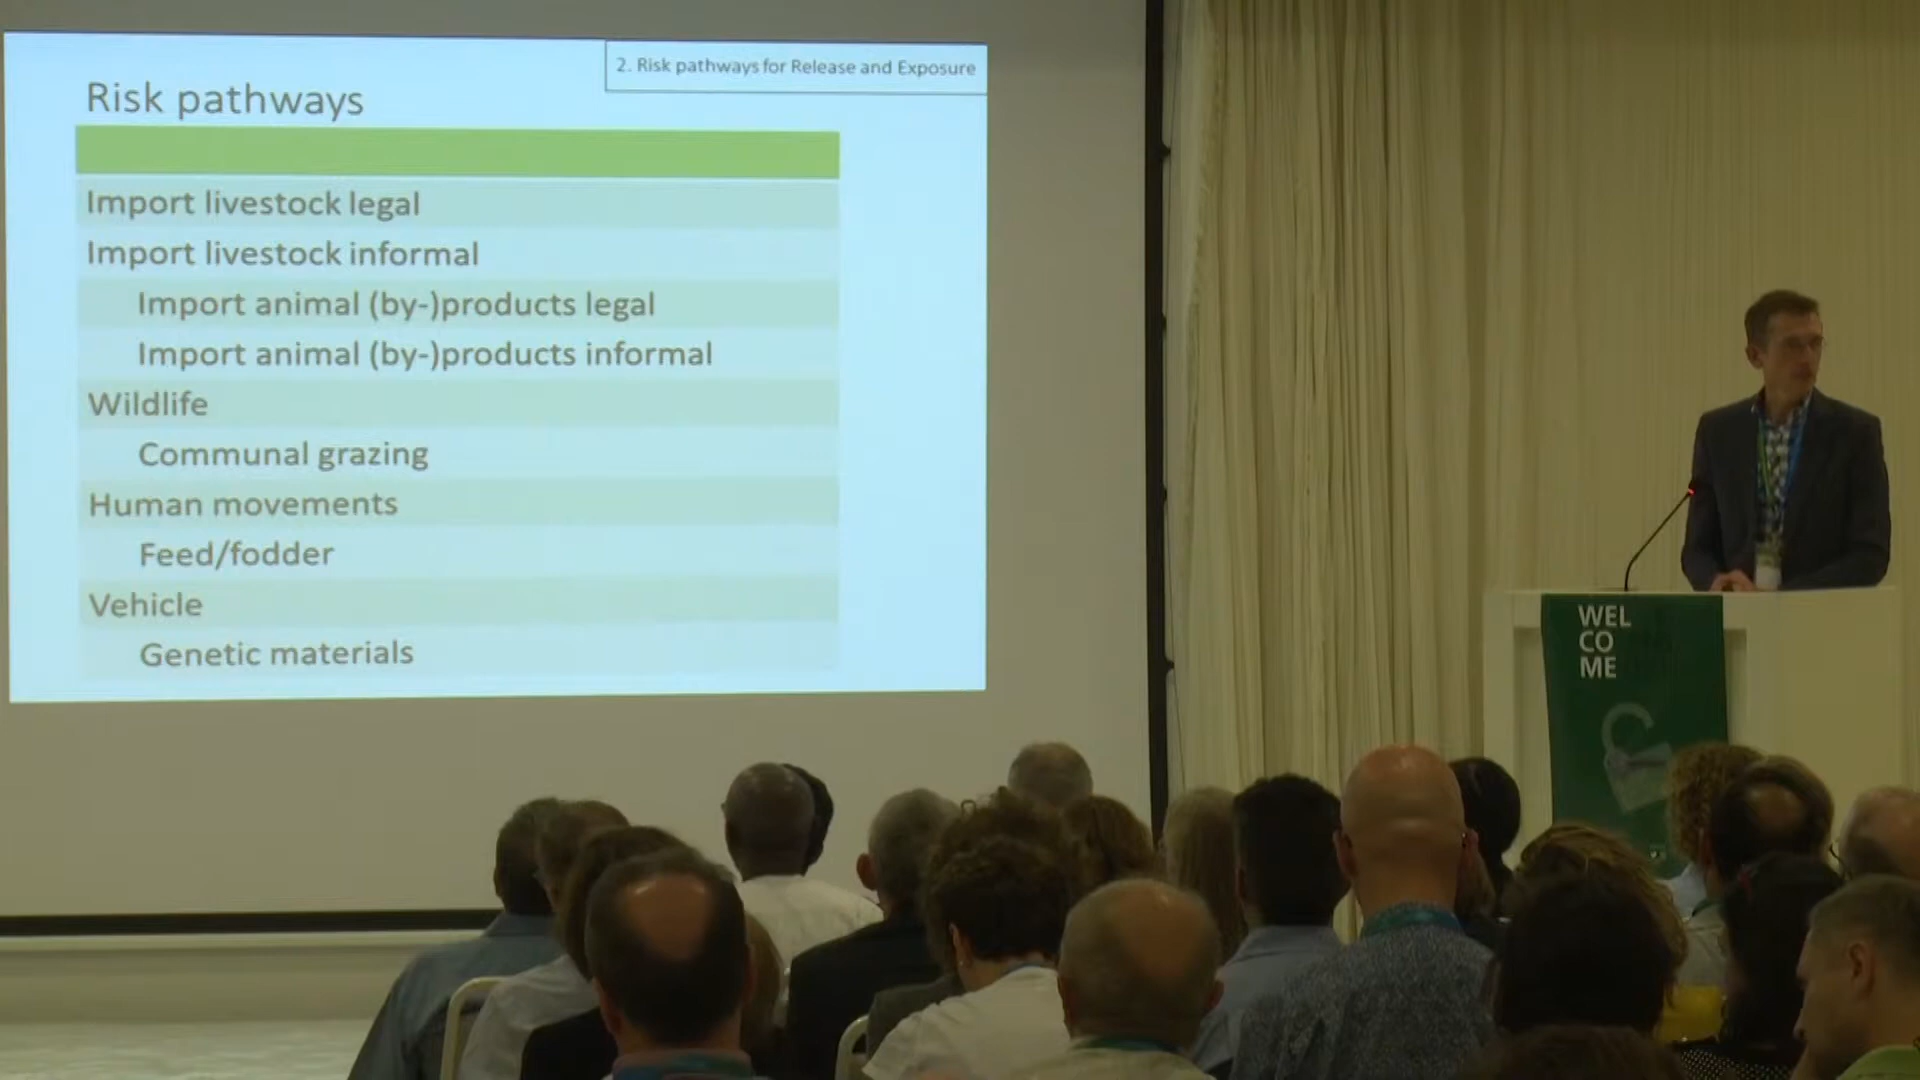 2. Risk pathways for Release and Exposure
Risk pathways
Import livestock legal
Import livestock informal
Import animal (by-)products legal
Import animal (by-)products informal
Wildlife
Communal grazing
Human movements
Feed/fodder
Vehicle
Genetic materials
WEL
CO
ME